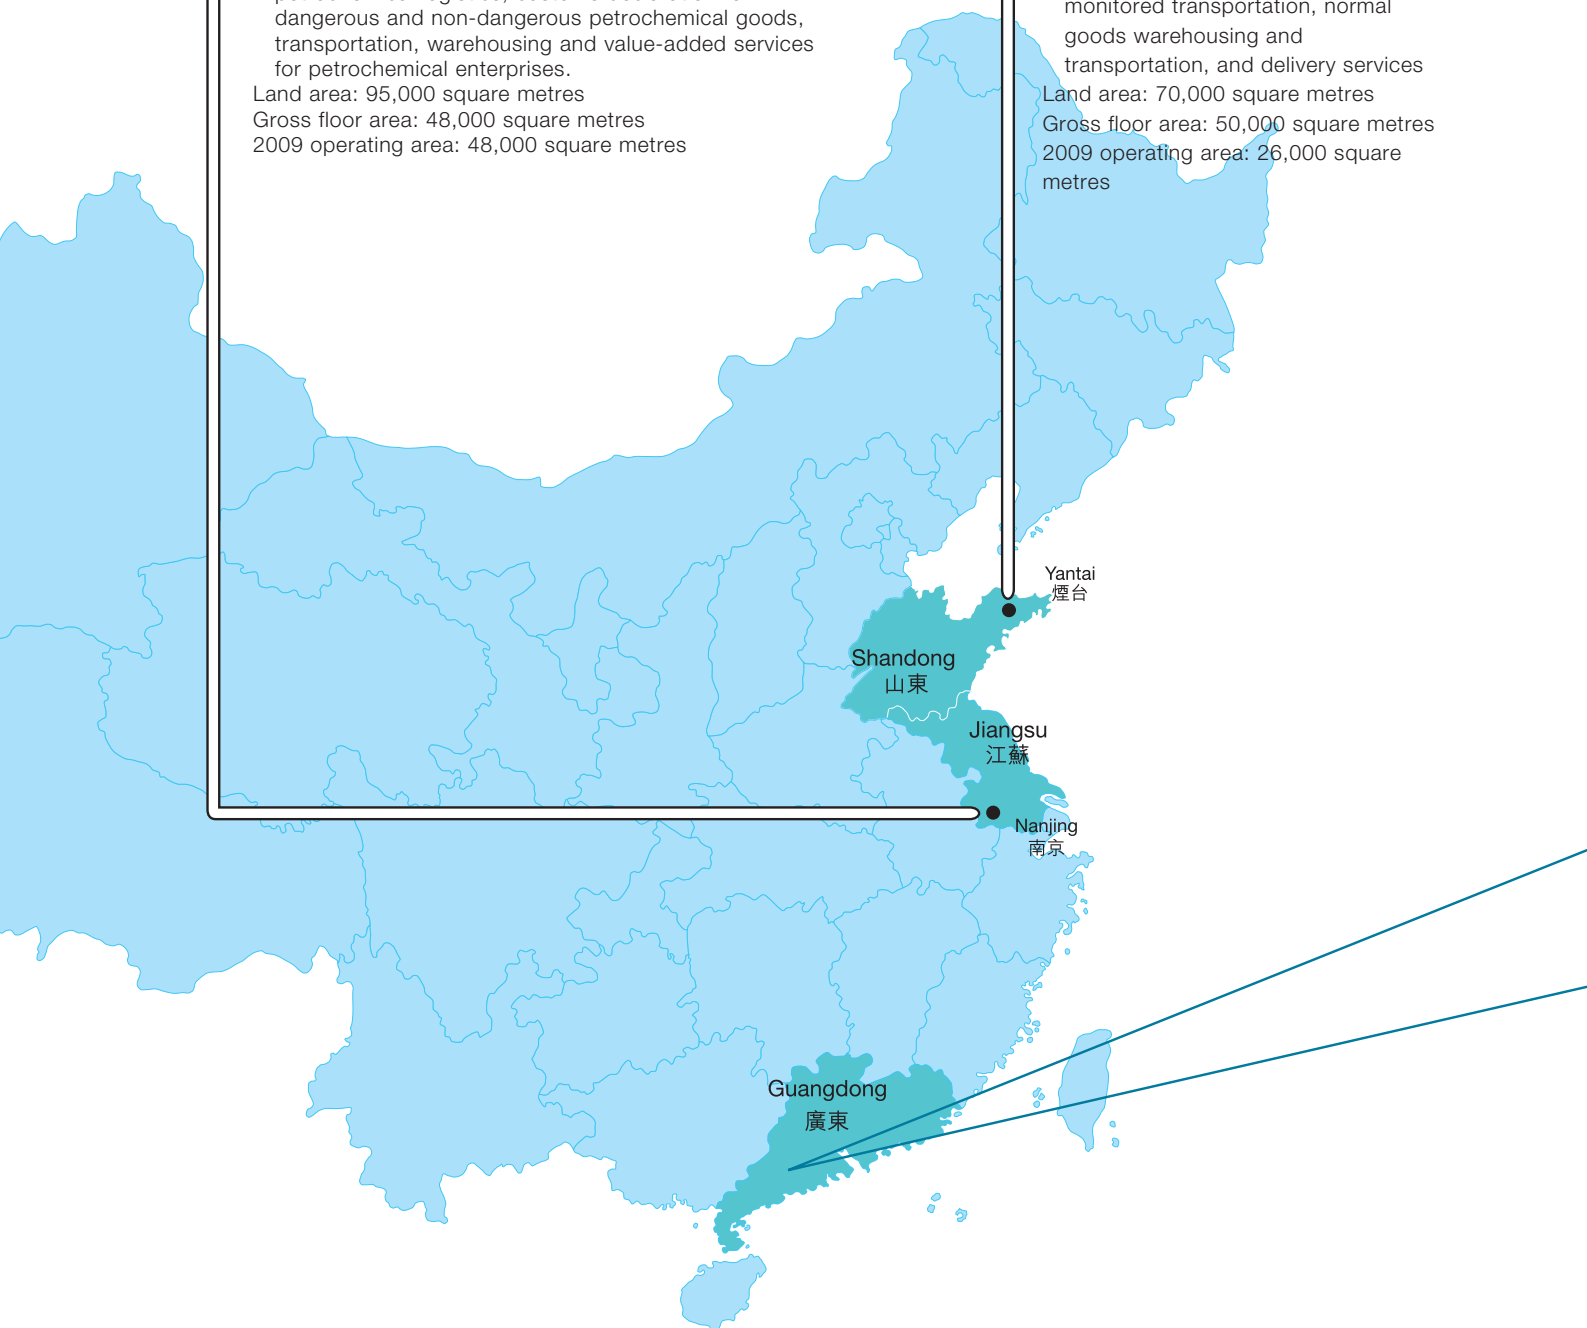 dangerous and non-dangerous petrochemical goods,
transportation, warehousing and value-added services
for petrochemical enterprises.
Land area: 95,000 square metres
Gross floor area: 48,000 square metres
2009 operating area: 48,000 square metres
monitored transportation, normal
goods warehousing and
transportation, and delivery services
Land area: 70,000 square metres
Gross floor area: 50,000 square metres
2009 operating area: 26,000 square
metres
Yantai
煙台
Shandong
山東
Jiangsu
江蘇
Nanjing
南京
Guangdong
廣東